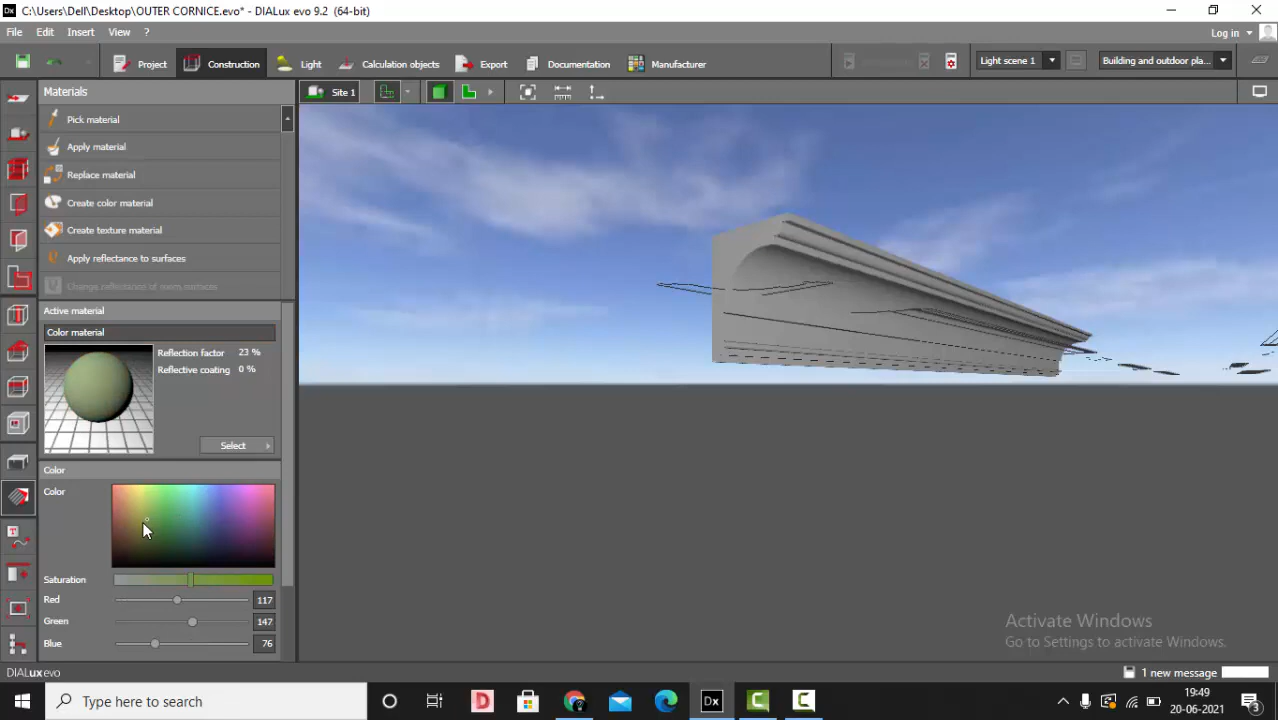 C:\Users\Dell\Desktop\OUTER CORNICE.evo* - DIALux evo 9.2 (64-bit)
File Edit Insert View ?
Log in
Project Construction Light Calculation objects Export Documentation Manufacturer
Light scene 1
Building and outdoor pla...
Materials
Site 1
Pick material
Apply material
Replace material
Create color material
Create texture material
Apply reflectance to surfaces
Change reflectance of room surfaces
Active material
Color material
Reflection factor 23 %
Reflective coating 0 %
Select
Color
Color
Saturation
Red 117
Green 147
Blue 76
Activate Windows
Go to Settings to activate Windows.
DIALux evo
1 new message
Type here to search
19:49
20-06-2021